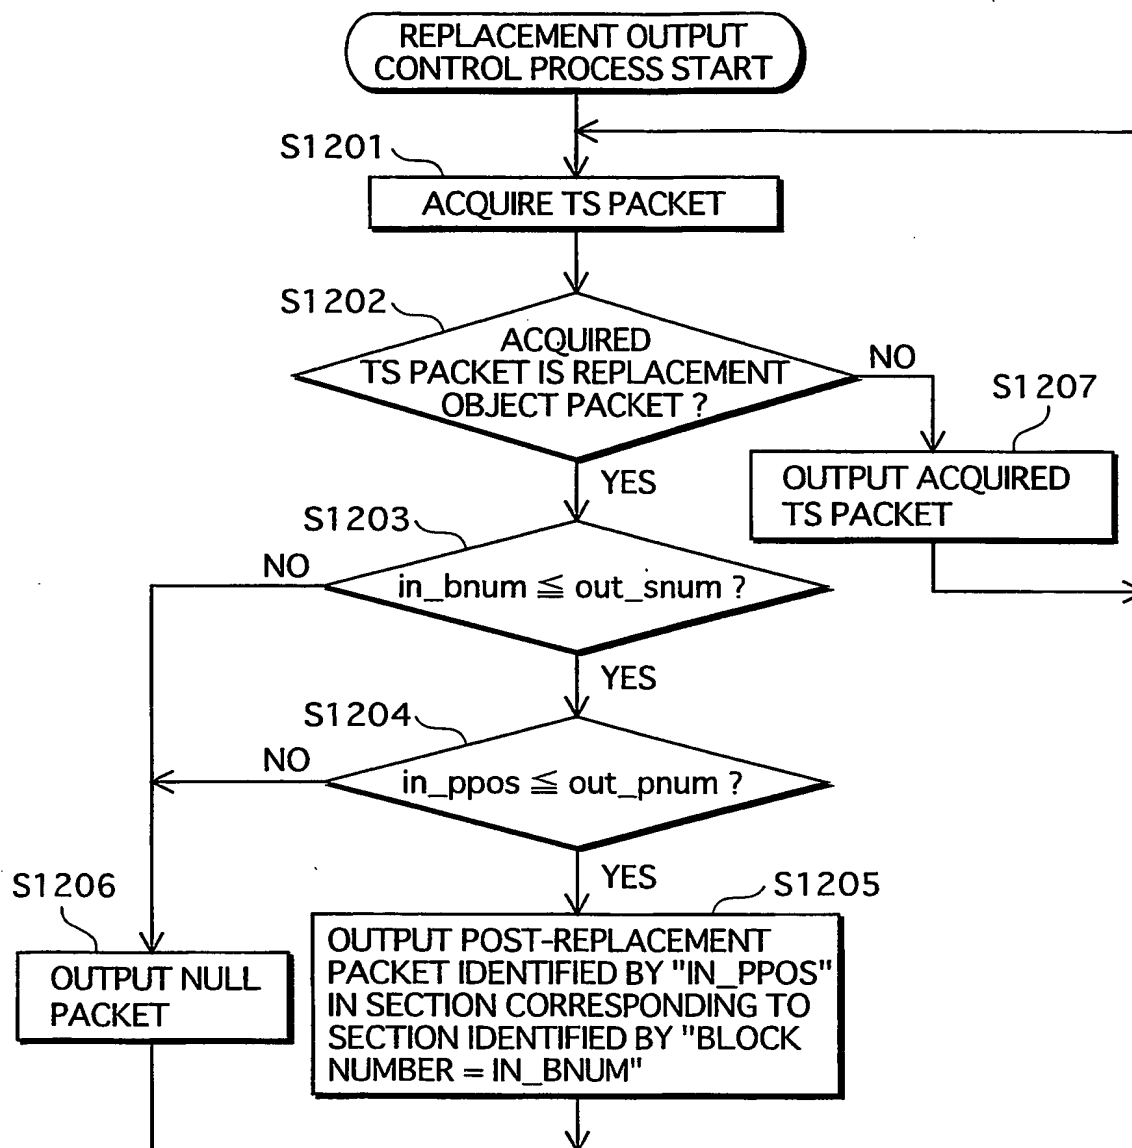 REPLACEMENT OUTPUT
CONTROL PROCESS START
S1201
ACQUIRE TS PACKET
S1202
ACQUIRED
TS PACKET IS REPLACEMENT
OBJECT PACKET ?
NO
S1207
OUTPUT ACQUIRED
TS PACKET
YES
S1203
NO
in_bnum ≦ out_snum ?
YES
S1204
NO
in_ppos ≦ out_pnum ?
YES
S1206
OUTPUT NULL
PACKET
S1205
OUTPUT POST-REPLACEMENT
PACKET IDENTIFIED BY "IN_PPOS"
IN SECTION CORRESPONDING TO
SECTION IDENTIFIED BY "BLOCK
NUMBER = IN_BNUM"